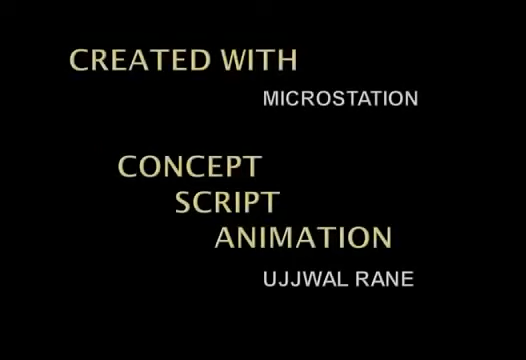 CREATED WITH
MICROSTATION
CONCEPT
SCRIPT
ANIMATION
UJJWAL RANE